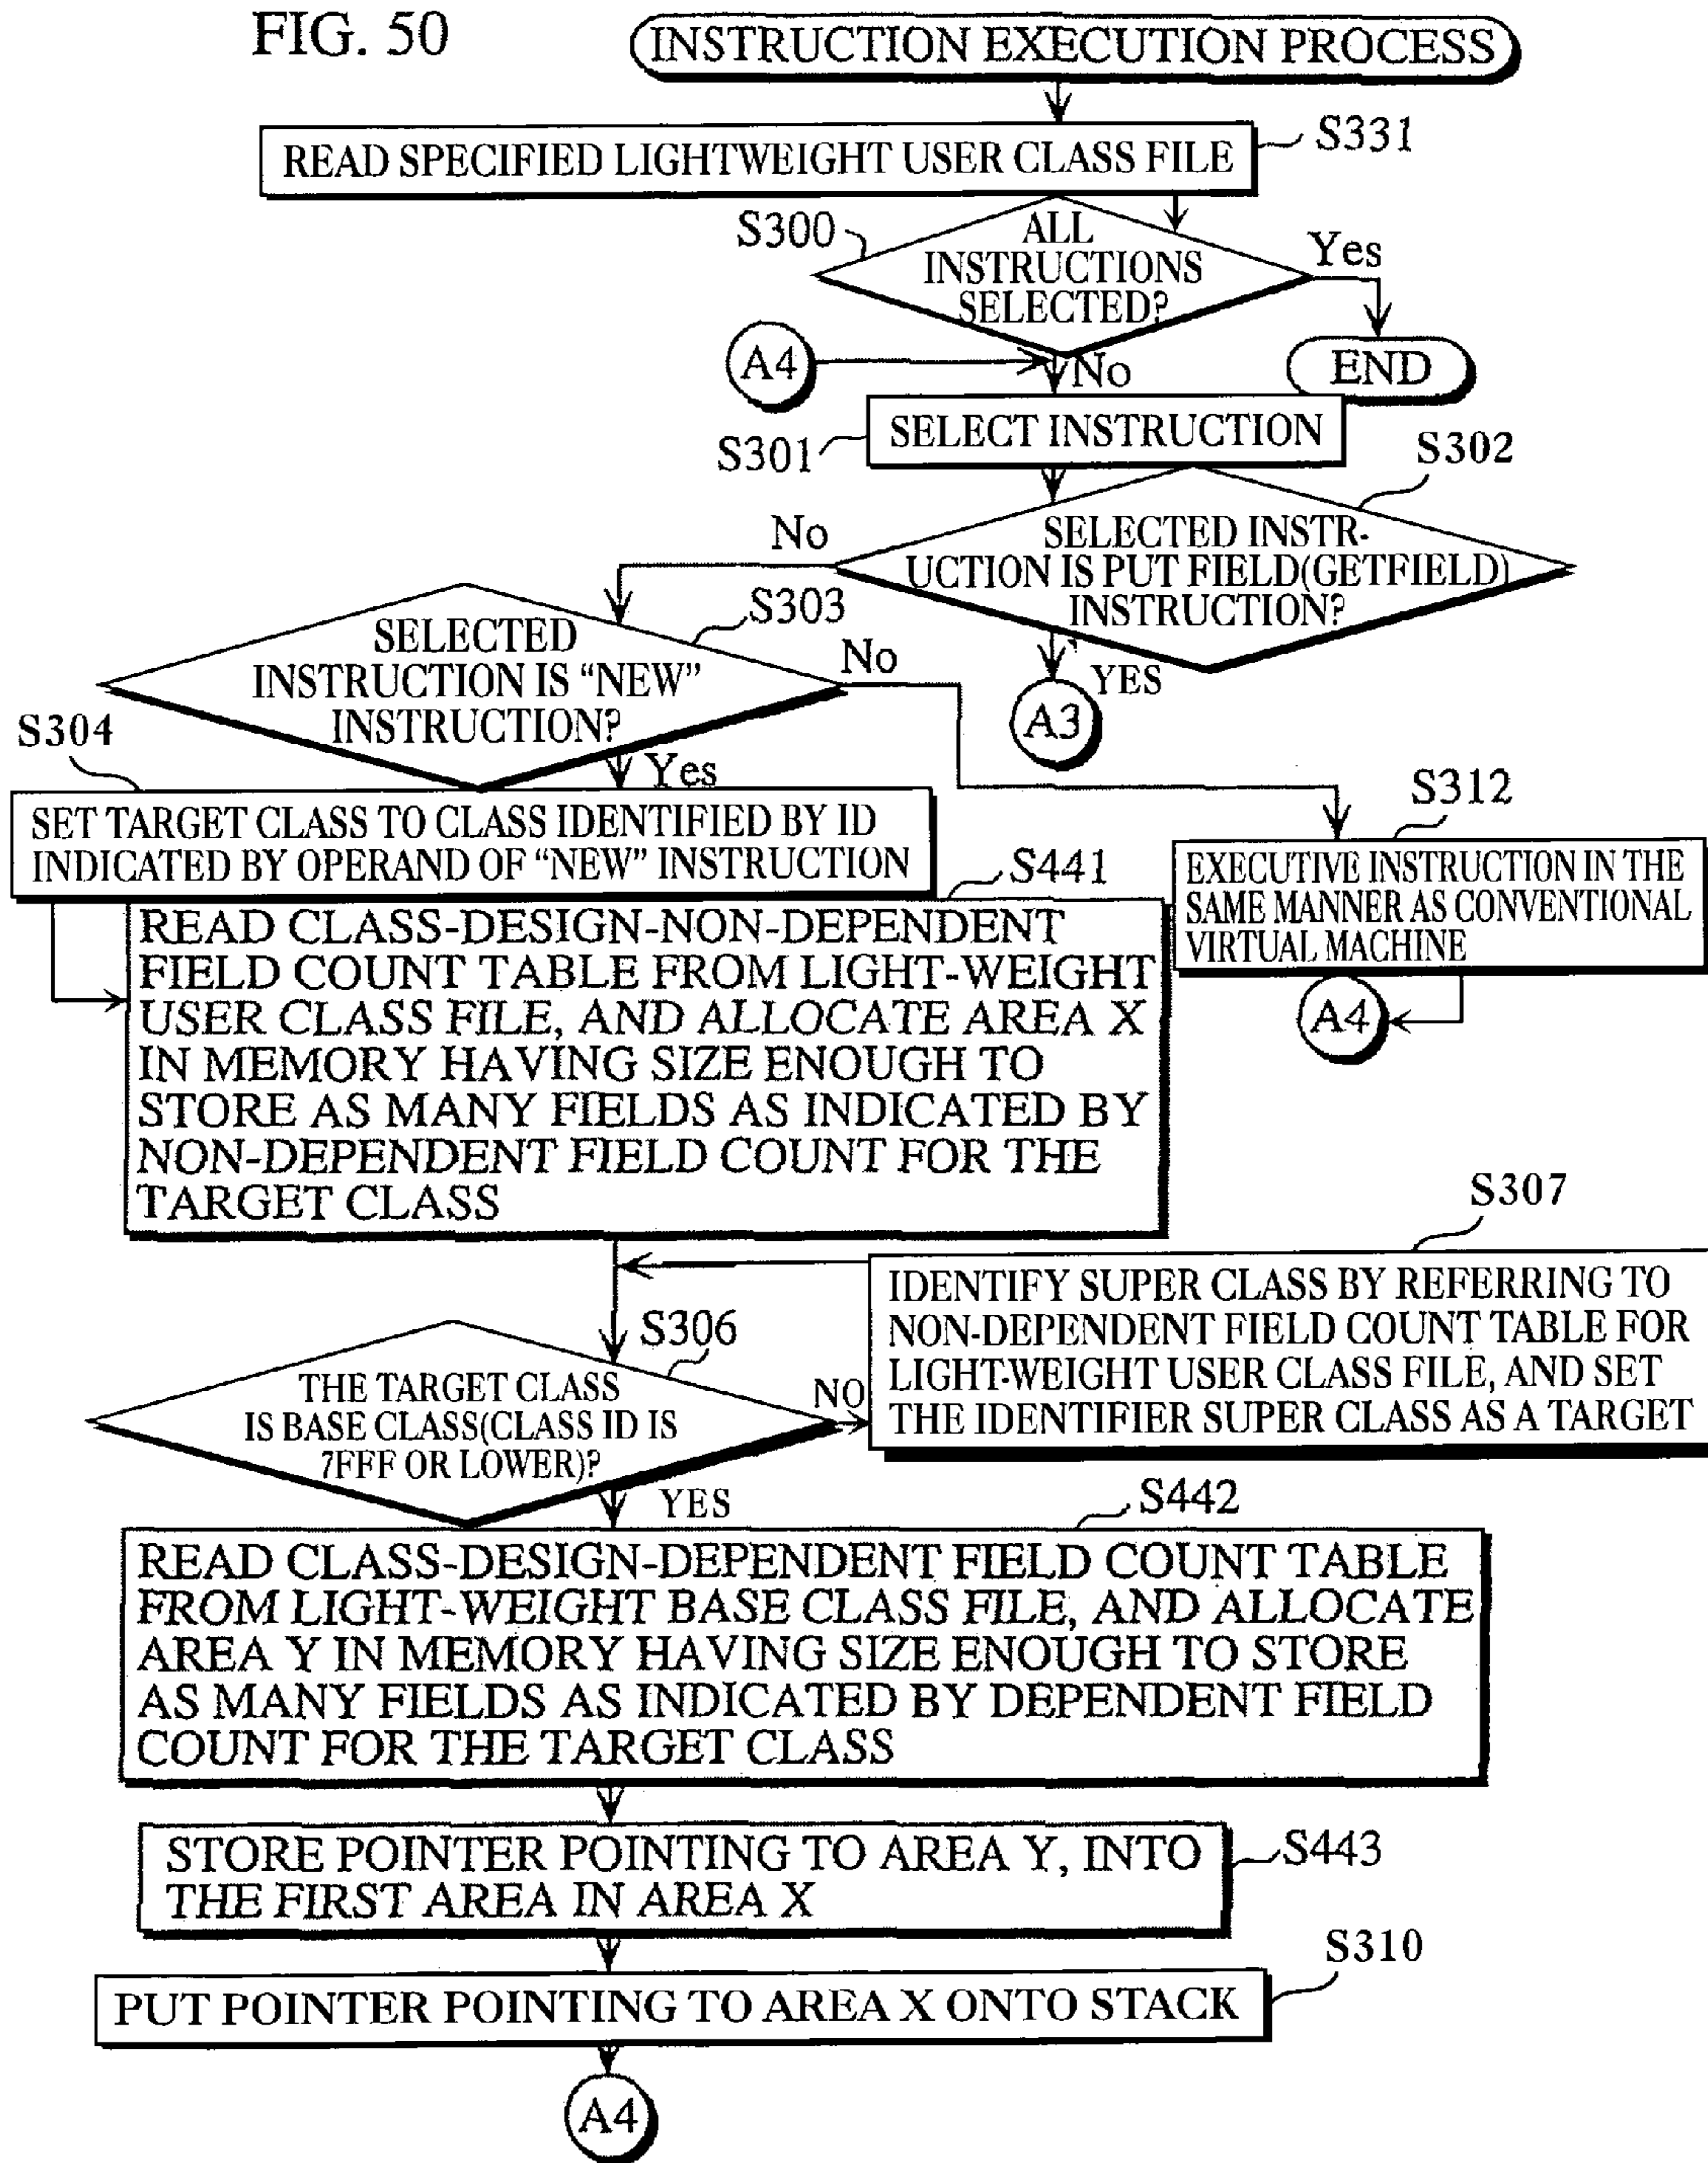 FIG. 50
INSTRUCTION EXECUTION PROCESS
S331
READ SPECIFIED LIGHTWEIGHT USER CLASS FILE
S300
ALL
INSTRUCTIONS
SELECTED?
Yes
A4
No
END
S301
SELECT INSTRUCTION
S302
No
SELECTED INSTR-
UCTION IS PUT FIELD(GETFIELD)
INSTRUCTION?
S303
SELECTED
INSTRUCTION IS “NEW”
INSTRUCTION?
No
YES
A3
S304
Yes
SET TARGET CLASS TO CLASS IDENTIFIED BY ID
INDICATED BY OPERAND OF “NEW” INSTRUCTION
S312
EXECUTIVE INSTRUCTION IN THE
SAME MANNER AS CONVENTIONAL
VIRTUAL MACHINE
A4
S441
READ CLASS-DESIGN-NON-DEPENDENT
FIELD COUNT TABLE FROM LIGHT-WEIGHT
USER CLASS FILE, AND ALLOCATE AREA X
IN MEMORY HAVING SIZE ENOUGH TO
STORE AS MANY FIELDS AS INDICATED BY
NON-DEPENDENT FIELD COUNT FOR THE
TARGET CLASS
S307
IDENTIFY SUPER CLASS BY REFERRING TO
NON-DEPENDENT FIELD COUNT TABLE FOR
LIGHT-WEIGHT USER CLASS FILE, AND SET
THE IDENTIFIER SUPER CLASS AS A TARGET
S306
THE TARGET CLASS
IS BASE CLASS(CLASS ID IS
7FFF OR LOWER)?
NO
YES
S442
READ CLASS-DESIGN-DEPENDENT FIELD COUNT TABLE
FROM LIGHT-WEIGHT BASE CLASS FILE, AND ALLOCATE
AREA Y IN MEMORY HAVING SIZE ENOUGH TO STORE
AS MANY FIELDS AS INDICATED BY DEPENDENT FIELD
COUNT FOR THE TARGET CLASS
STORE POINTER POINTING TO AREA Y, INTO
THE FIRST AREA IN AREA X
S443
S310
PUT POINTER POINTING TO AREA X ONTO STACK
A4